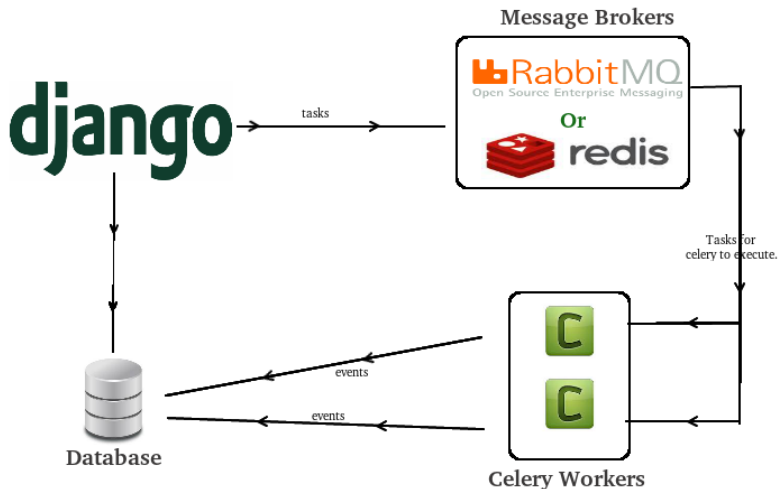 Message Brokers
RabbitMQ
Open Source Enterprise Messaging
django
tasks
Or
redis
Tasks for
celery to execute.
C
events
C
events
Database
Celery Workers